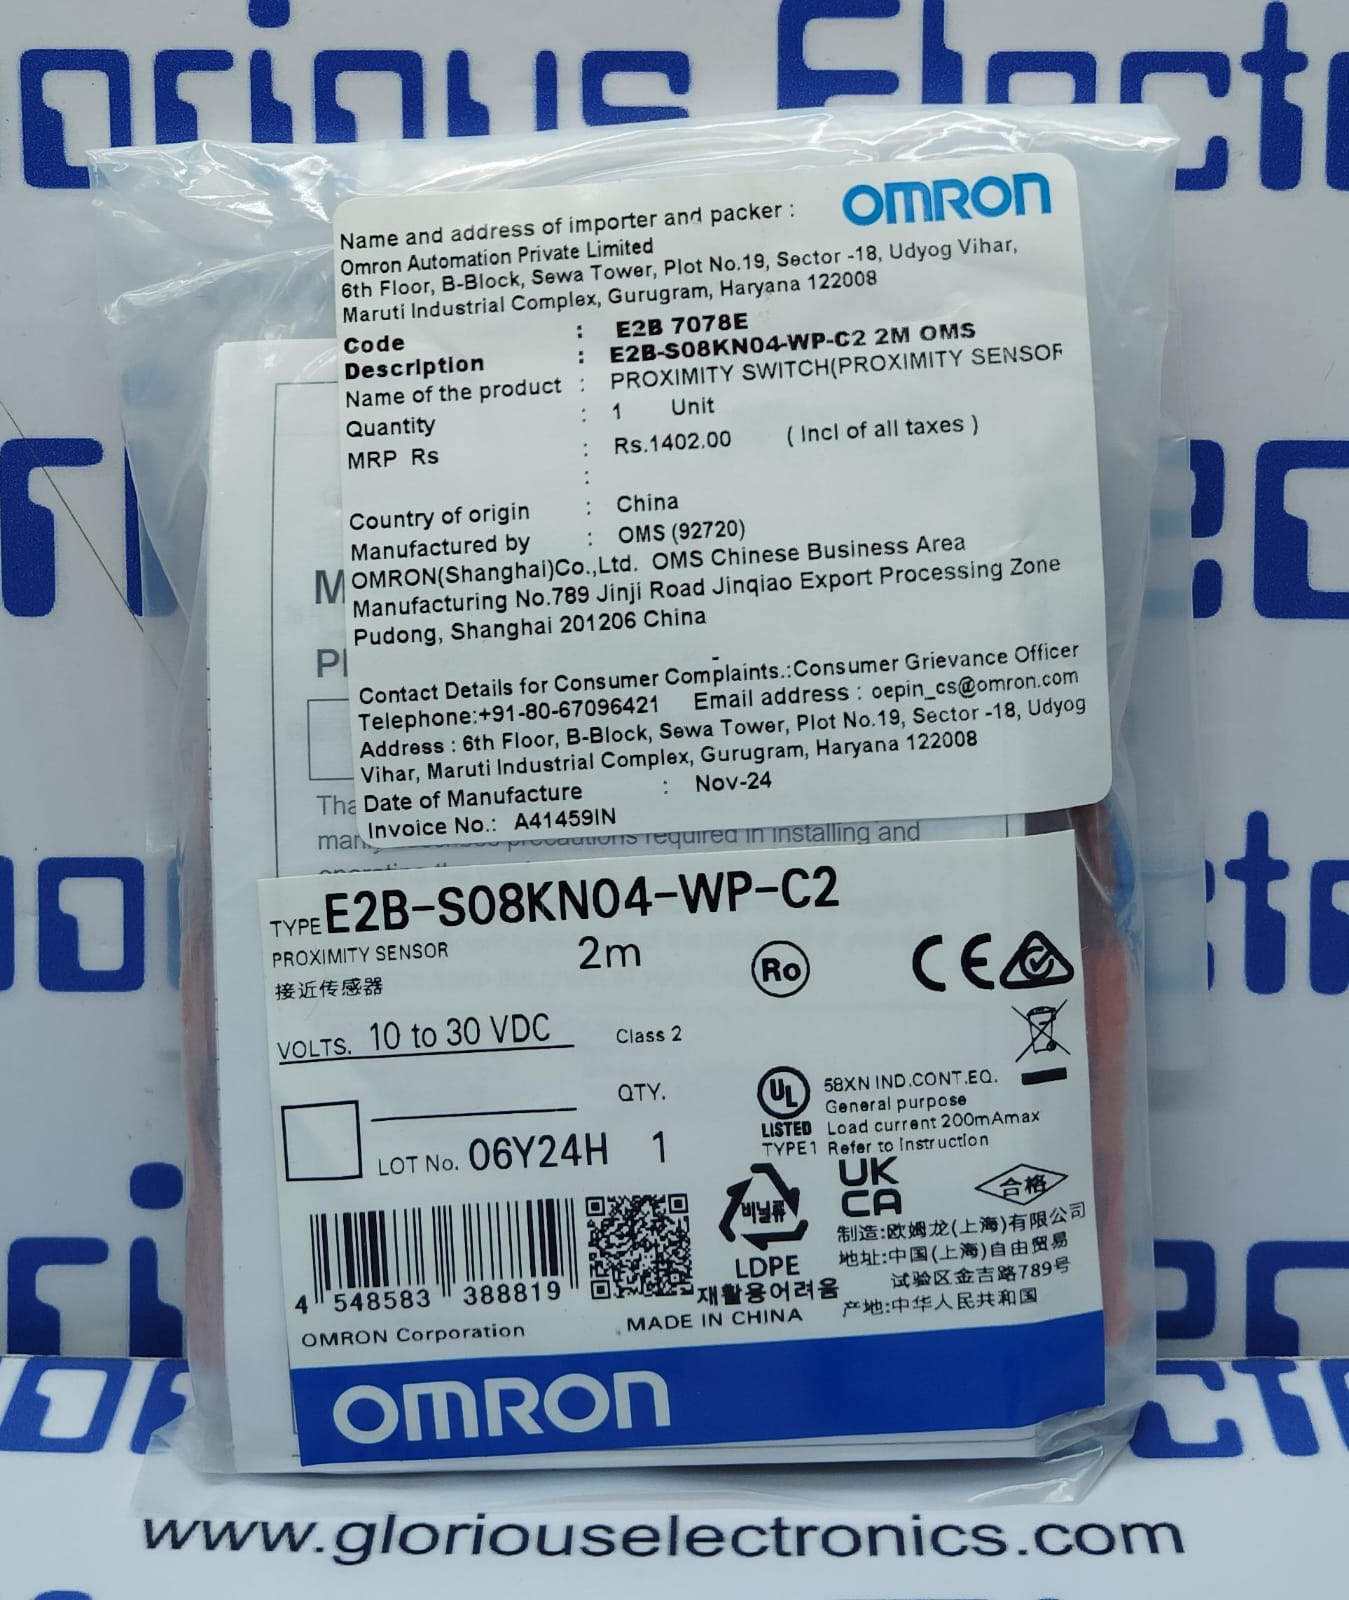 Glorious Electro
OMRON
Name and address of importer and packer :
Omron Automation Private Limited
6th Floor, B-Block, Sewa Tower, Plot No.19, Sector -18, Udyog Vihar,
Maruti Industrial Complex, Gurugram, Haryana 122008
Code : E2B 7078E
Description : E2B-S08KN04-WP-C2 2M OMS
Name of the product : PROXIMITY SWITCH(PROXIMITY SENSOR
Quantity : 1 Unit
MRP Rs : Rs.1402.00 ( Incl of all taxes )
:
Country of origin : China
Manufactured by : OMS (92720)
OMRON(Shanghai)Co.,Ltd. OMS Chinese Business Area
Manufacturing No.789 Jinji Road Jinqiao Export Processing Zone
Pudong, Shanghai 201206 China
Contact Details for Consumer Complaints.:Consumer Grievance Officer
Telephone:+91-80-67096421 Email address : oepin_cs@omron.com
Address : 6th Floor, B-Block, Sewa Tower, Plot No.19, Sector -18, Udyog
Vihar, Maruti Industrial Complex, Gurugram, Haryana 122008
Date of Manufacture : Nov-24
Invoice No.: A41459IN
precautions required in installing and
TYPE E2B-S08KN04-WP-C2
PROXIMITY SENSOR 2m
接近传感器
Ro
CE
VOLTS. 10 to 30 VDC Class 2
QTY.
LOT No. 06Y24H 1
UL LISTED
58XN IND.CONT.EQ.
General purpose
Load current 200mAmax
TYPE1 Refer to Instruction
4 548583 388819
OMRON Corporation
비닐류
LDPE
재활용어려움
MADE IN CHINA
UK
CA
合格
制造:欧姆龙(上海)有限公司
地址:中国(上海)自由贸易
试验区金吉路789号
产地:中华人民共和国
OMRON
www.gloriouselectronics.com